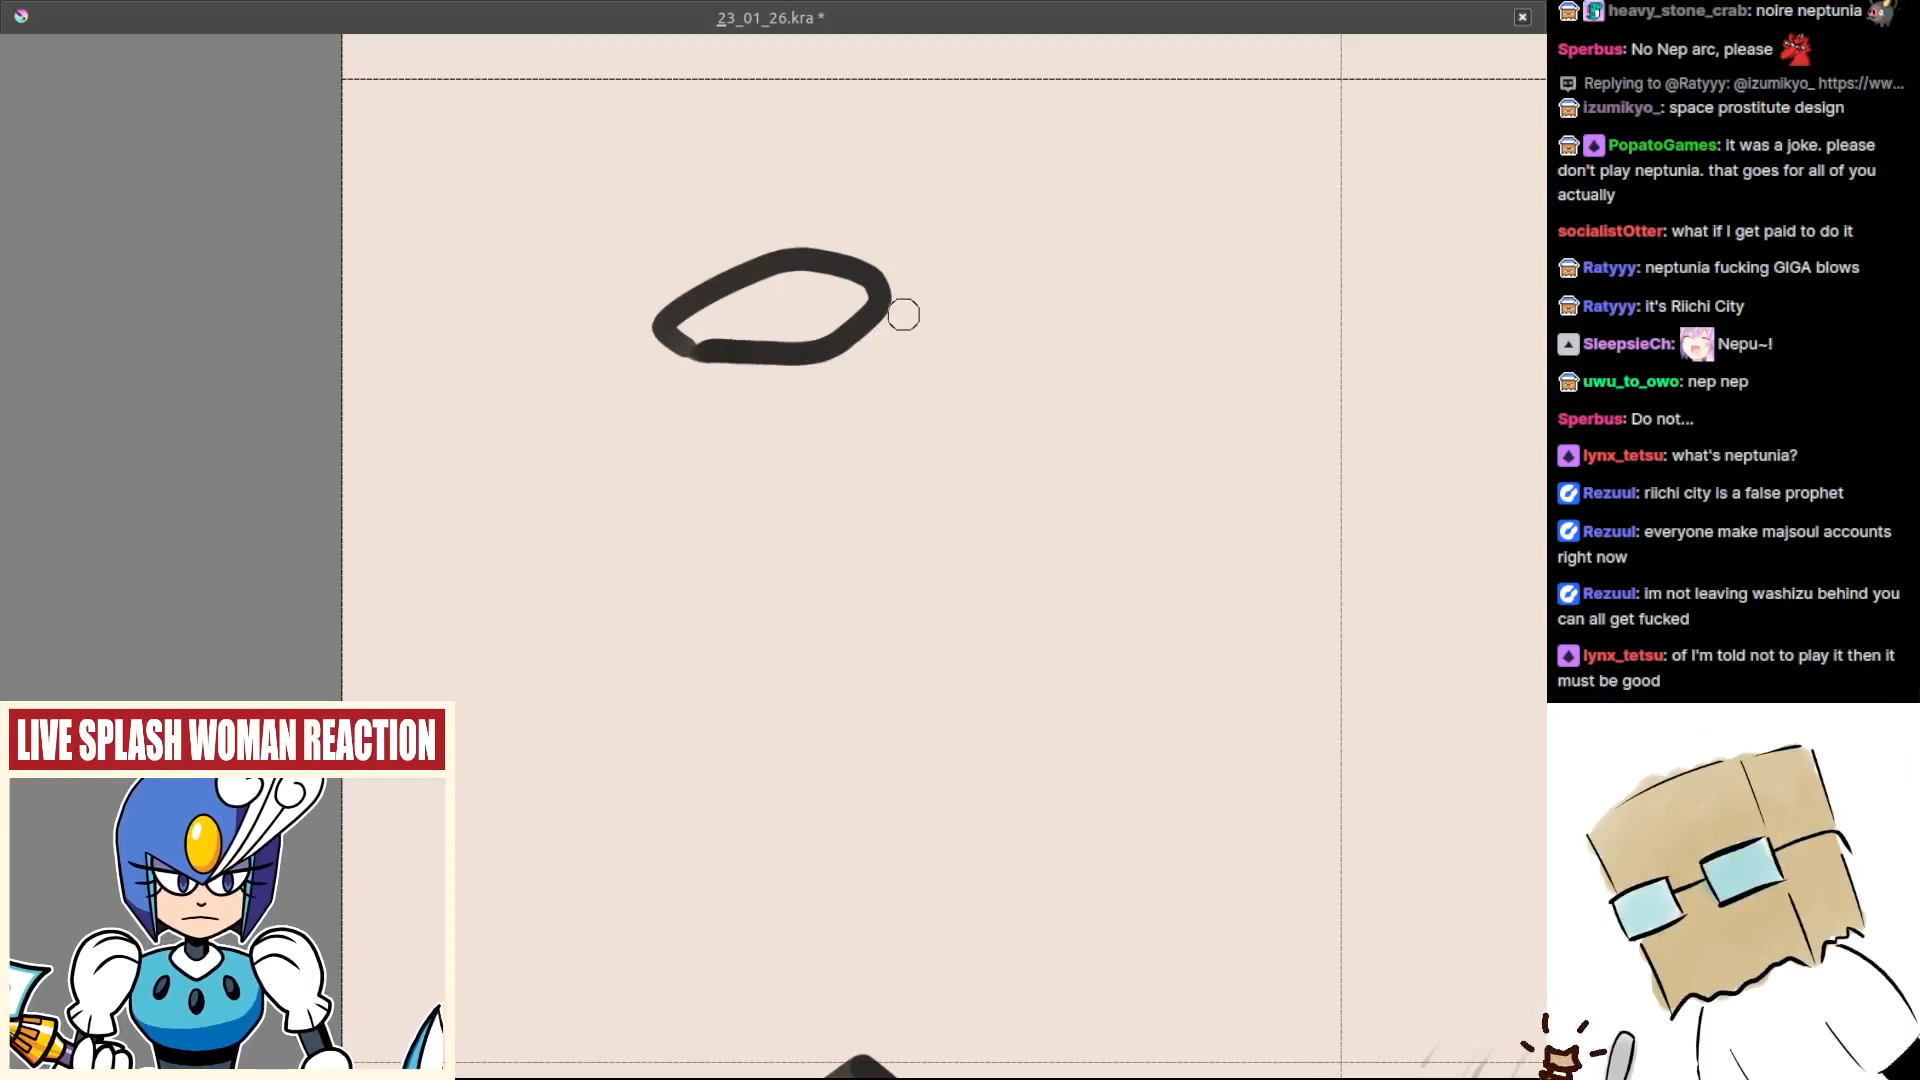 23_01_26.kra *
heavy_stone_crab: noire neptunia
Sperbus: No Nep arc, please
Replying to @Ratyyy: @izumikyo_ https://ww...
izumikyo_: space prostitute design
PopatoGames: it was a joke. please
don't play neptunia. that goes for all of you
actually
socialistOtter: what if I get paid to do it
Ratyyy: neptunia fucking GIGA blows
Ratyyy: it's Riichi City
SleepsieCh: Nepu~!
uwu_to_owo: nep nep
Sperbus: Do not...
lynx_tetsu: what's neptunia?
Rezuul: riichi city is a false prophet
Rezuul: everyone make majsoul accounts
right now
Rezuul: im not leaving washizu behind you
can all get fucked
lynx_tetsu: of I'm told not to play it then it
must be good
LIVE SPLASH WOMAN REACTION